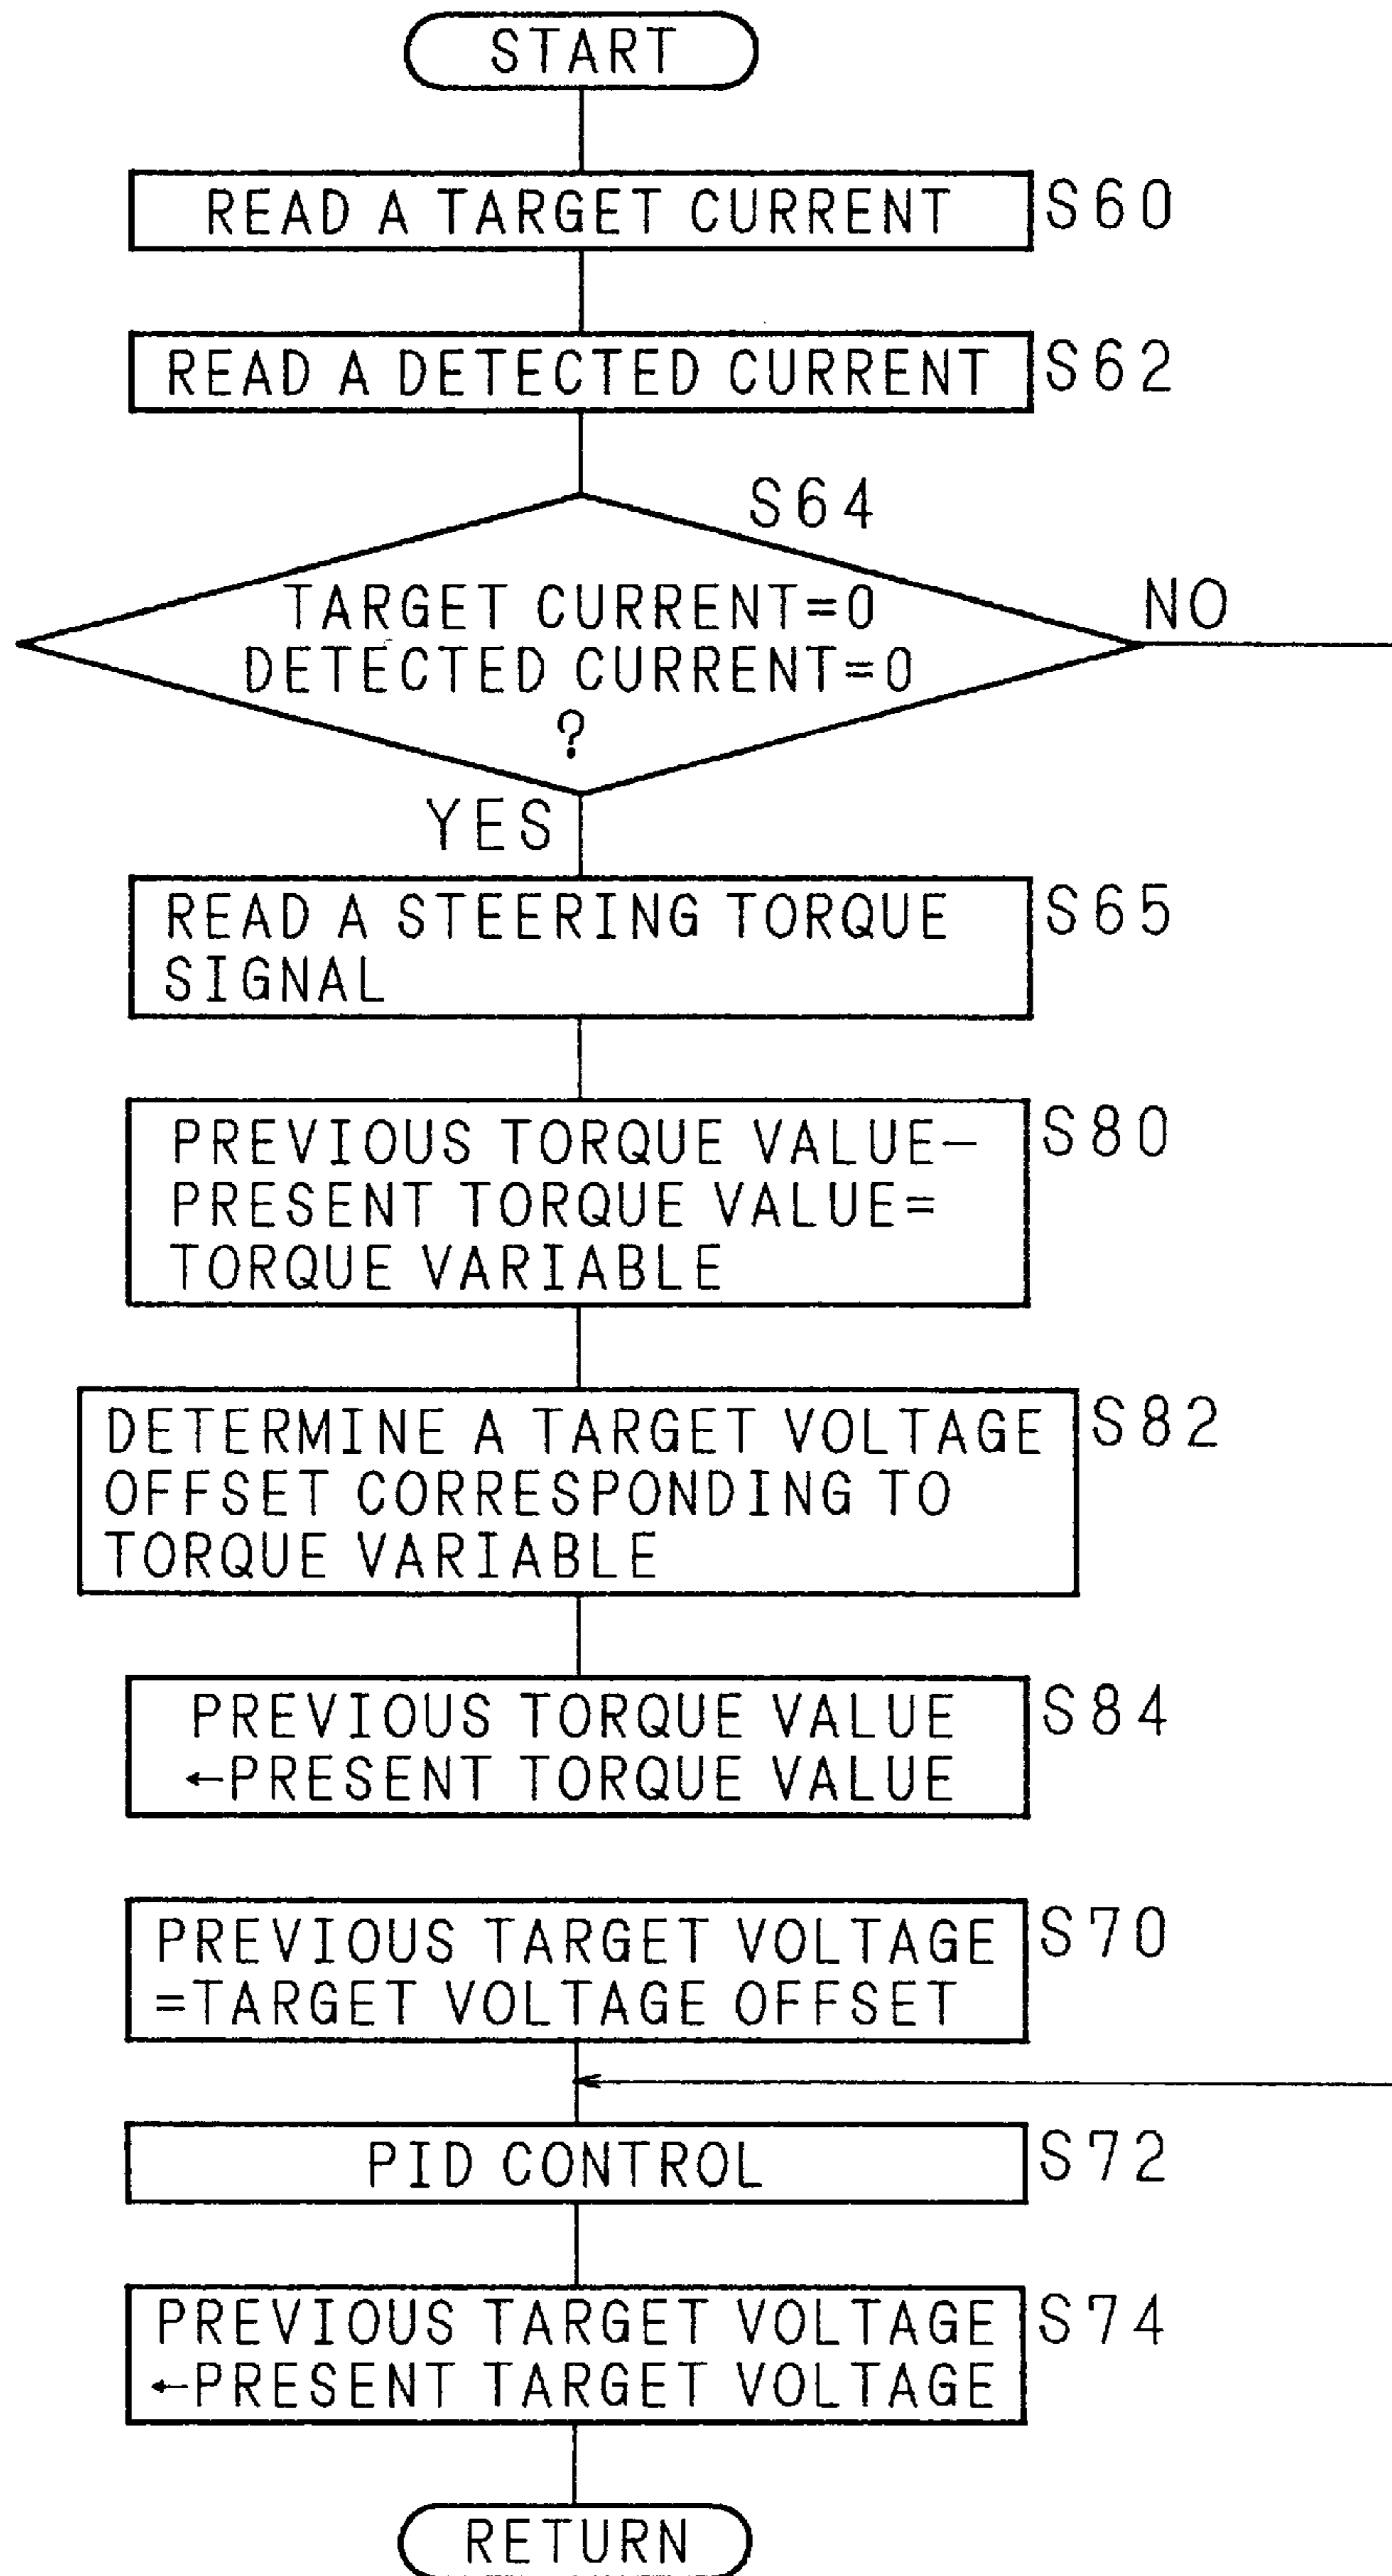 START
READ A TARGET CURRENT S60
READ A DETECTED CURRENT S62
S64
TARGET CURRENT=0
NO
DETECTED CURRENT=0
?
YES
READ A STEERING TORQUE S65
SIGNAL
PREVIOUS TORQUE VALUE– S80
PRESENT TORQUE VALUE=
TORQUE VARIABLE
DETERMINE A TARGET VOLTAGE S82
OFFSET CORRESPONDING TO
TORQUE VARIABLE
PREVIOUS TORQUE VALUE S84
←PRESENT TORQUE VALUE
PREVIOUS TARGET VOLTAGE S70
=TARGET VOLTAGE OFFSET
PID CONTROL S72
PREVIOUS TARGET VOLTAGE S74
←PRESENT TARGET VOLTAGE
RETURN